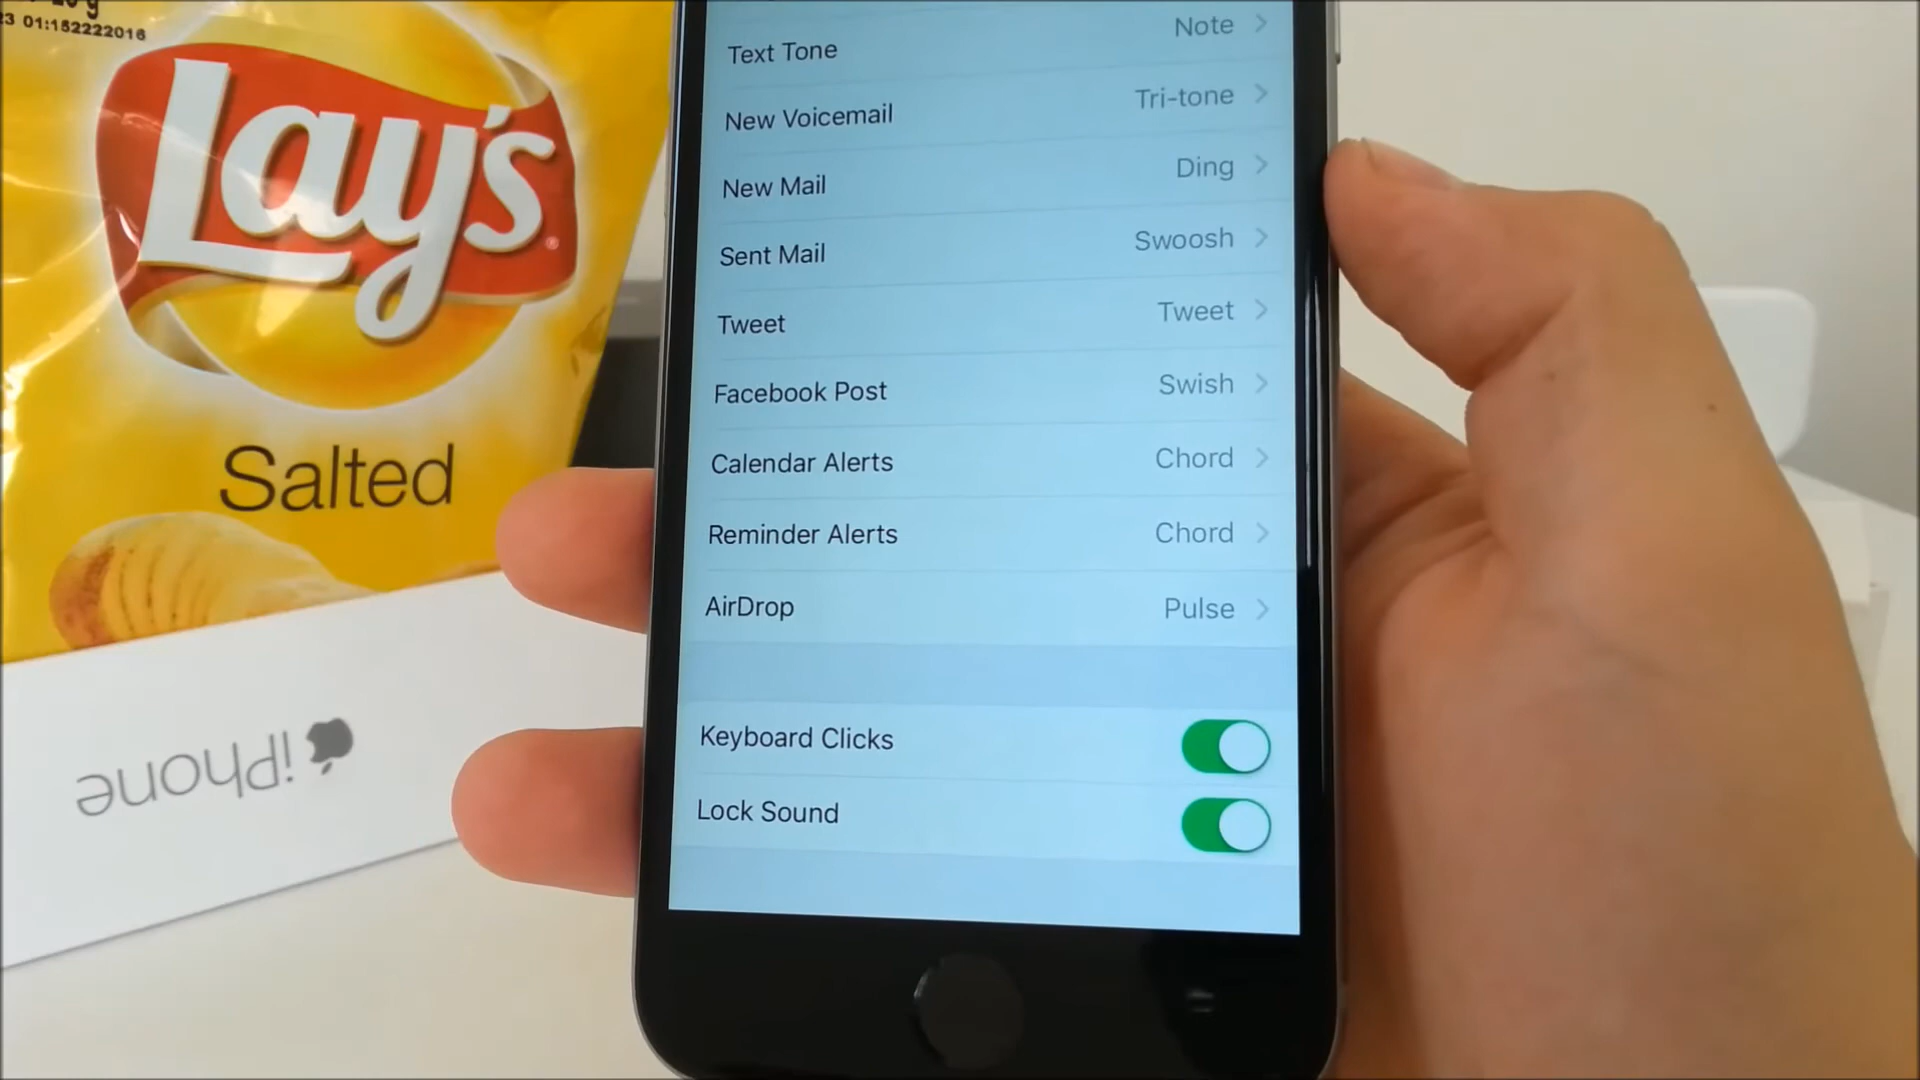 23 01:152222016
Lay's
Salted
iPhone
Text Tone Note
New Voicemail Tri-tone
New Mail Ding
Sent Mail Swoosh
Tweet Tweet
Facebook Post Swish
Calendar Alerts Chord
Reminder Alerts Chord
AirDrop Pulse
Keyboard Clicks
Lock Sound